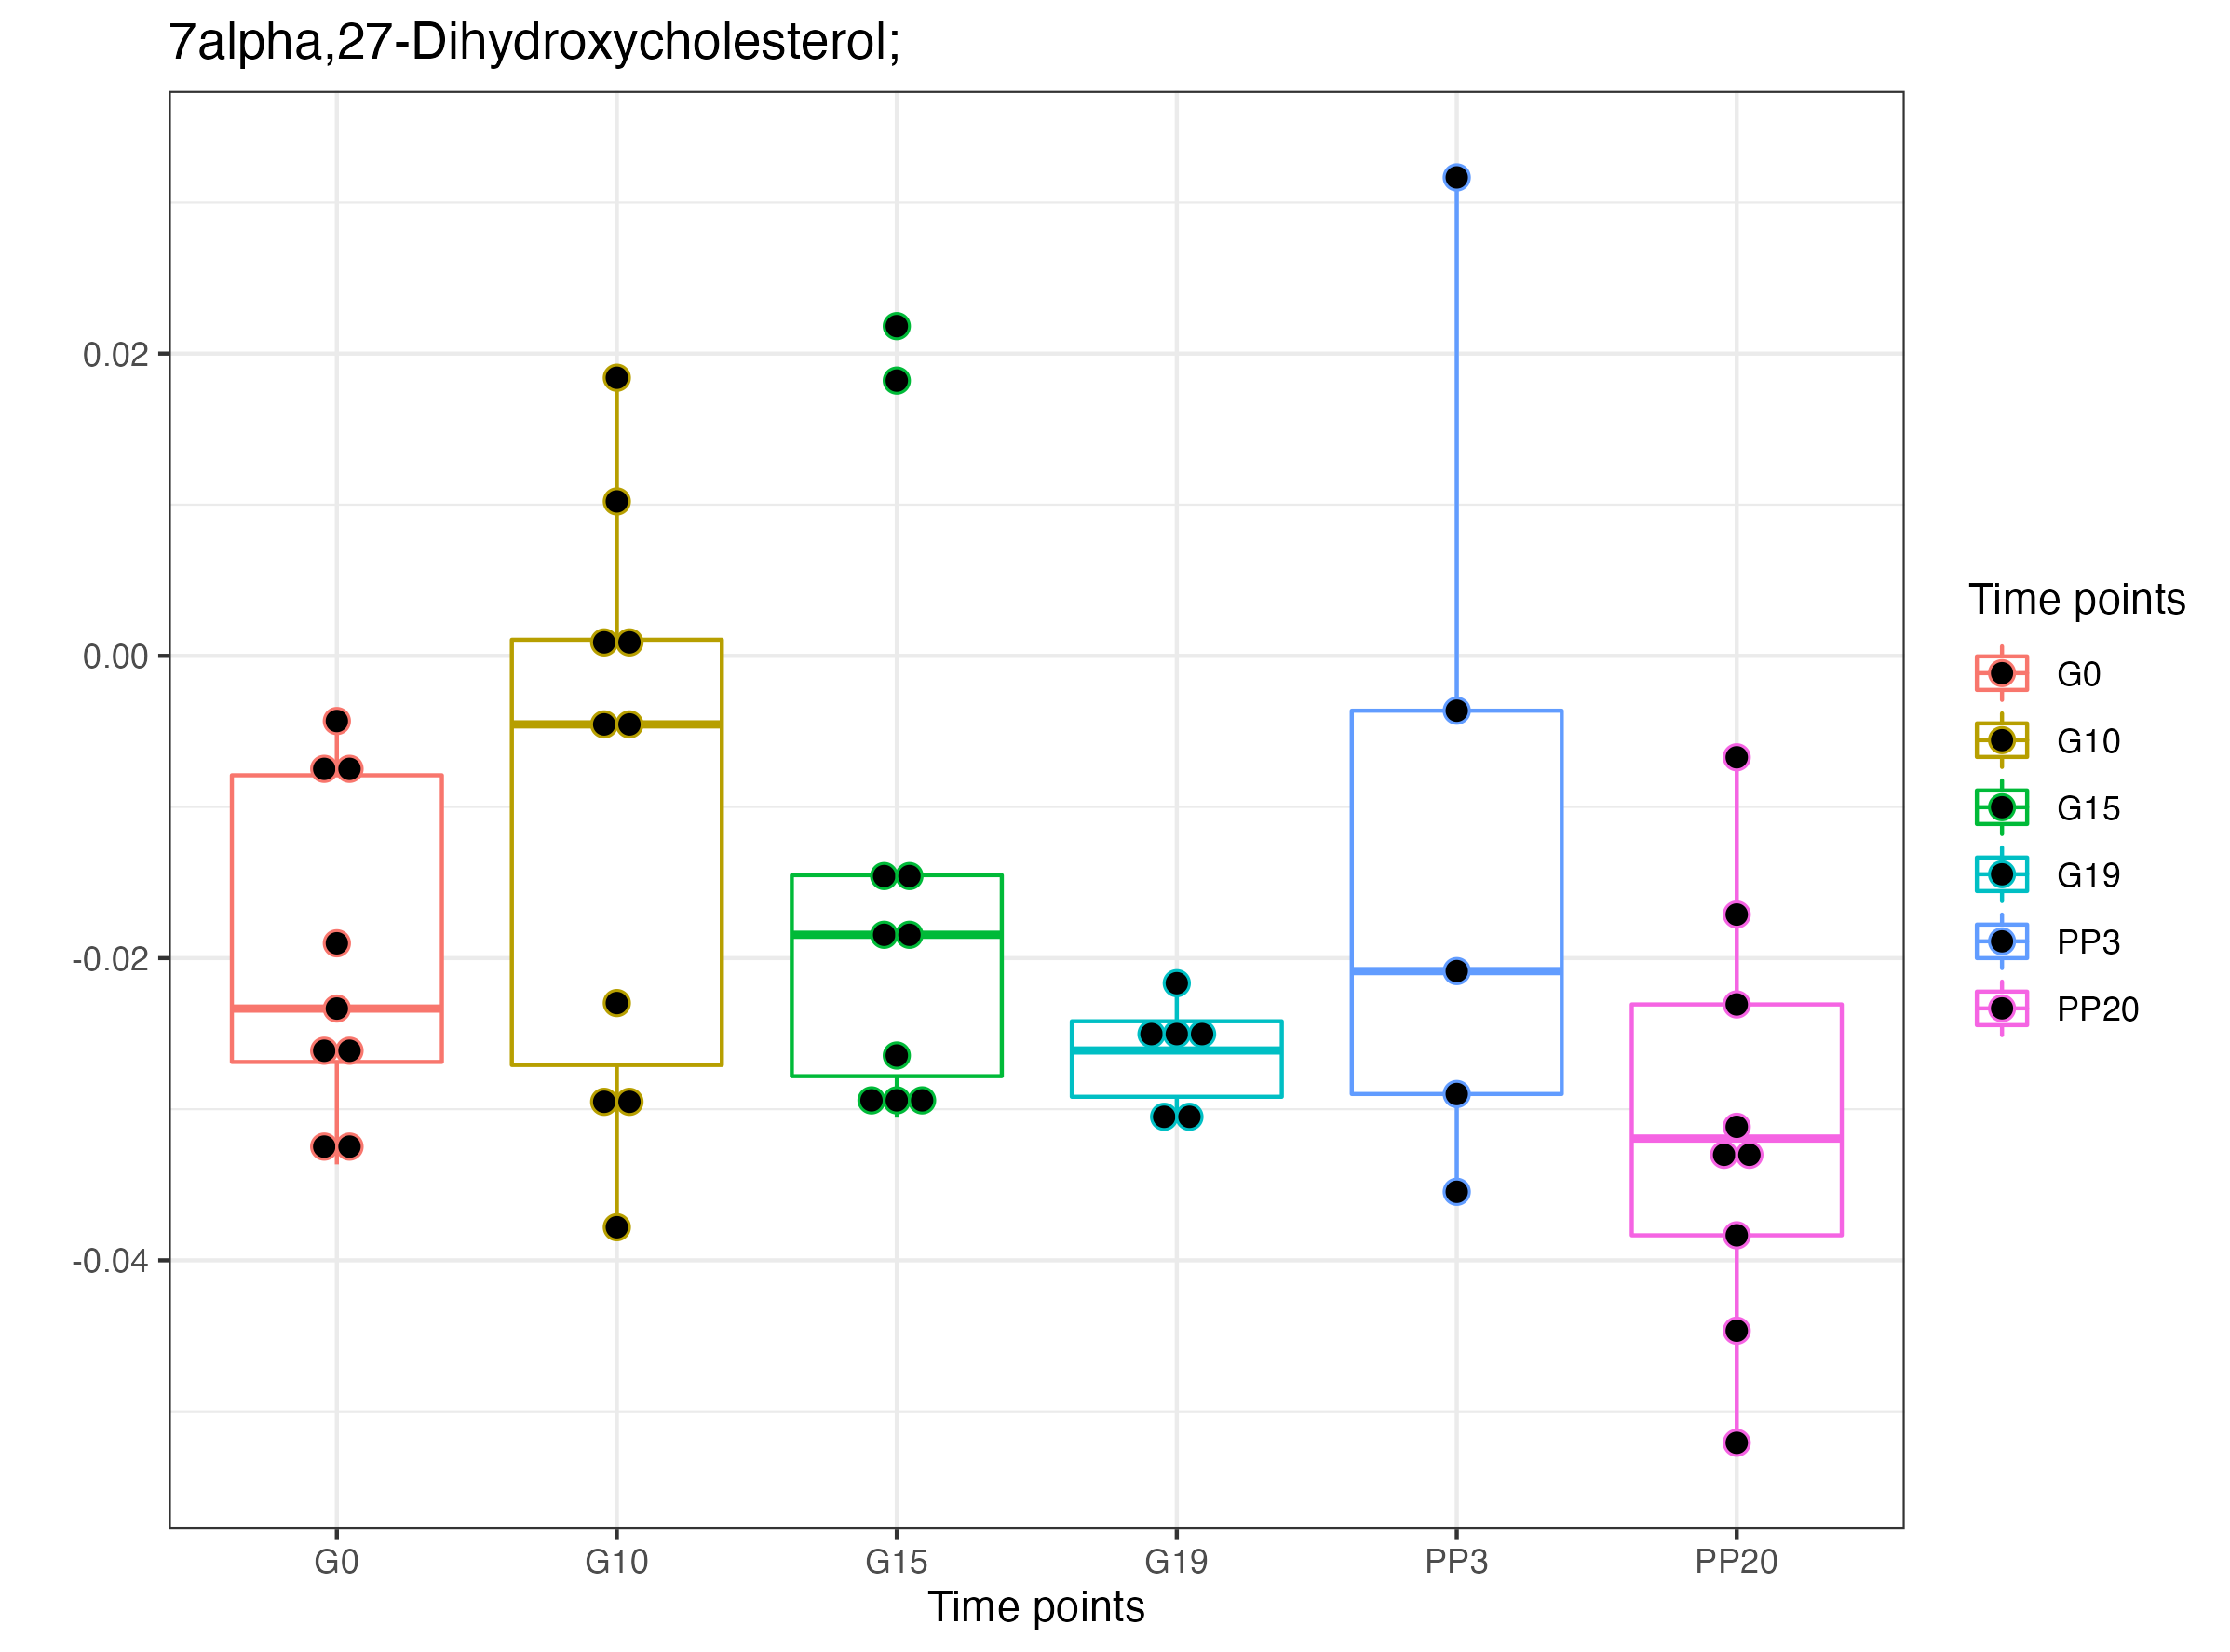 7alpha,27-Dihydroxycholesterol;
0.02
0.00
-0.02
-0.04
G0 G10 G15 G19 PP3 PP20
Time points
Time points
G0
G10
G15
G19
PP3
PP20